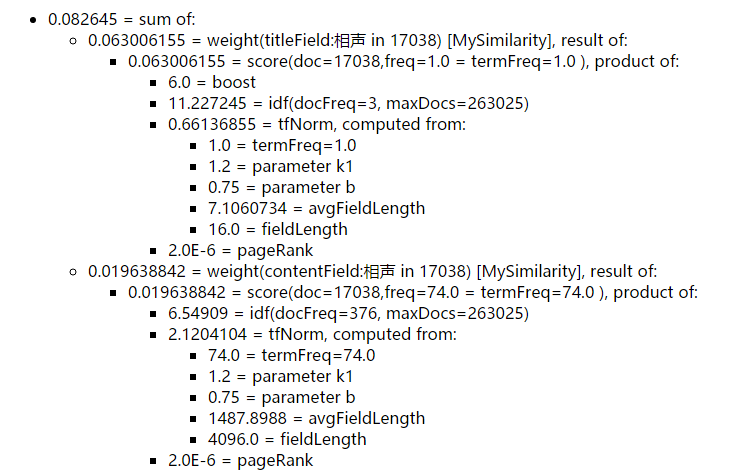 0.082645 = sum of:
0.063006155 = weight(titleField:相声 in 17038) [MySimilarity], result of:
0.063006155 = score(doc=17038,freq=1.0 = termFreq=1.0 ), product of:
6.0 = boost
11.227245 = idf(docFreq=3, maxDocs=263025)
0.66136855 = tfNorm, computed from:
1.0 = termFreq=1.0
1.2 = parameter k1
0.75 = parameter b
7.1060734 = avgFieldLength
16.0 = fieldLength
2.0E-6 = pageRank
0.019638842 = weight(contentField:相声 in 17038) [MySimilarity], result of:
0.019638842 = score(doc=17038,freq=74.0 = termFreq=74.0 ), product of:
6.54909 = idf(docFreq=376, maxDocs=263025)
2.1204104 = tfNorm, computed from:
74.0 = termFreq=74.0
1.2 = parameter k1
0.75 = parameter b
1487.8988 = avgFieldLength
4096.0 = fieldLength
2.0E-6 = pageRank